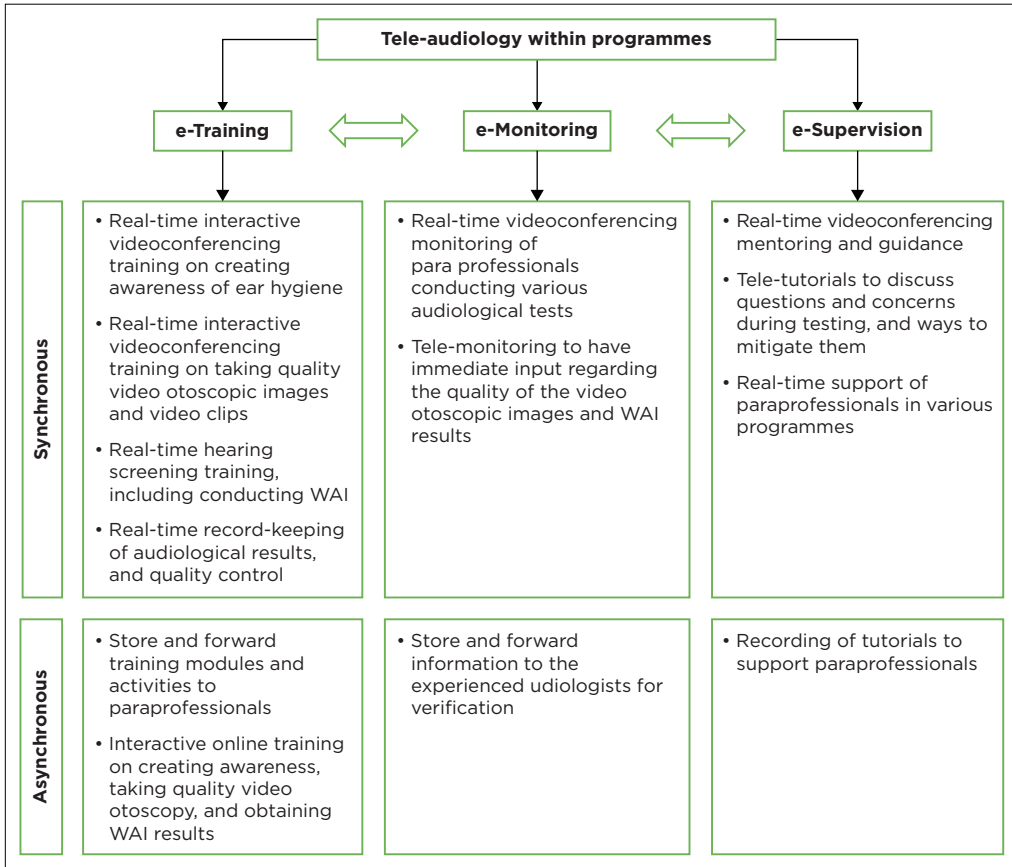 Tele-audiology within programmes
e-Training
e-Monitoring
e-Supervision
Synchronous
• Real-time interactive
videoconferencing
training on creating
awareness of ear hygiene
• Real-time interactive
videoconferencing
training on taking quality
video otoscopic images
and video clips
• Real-time hearing
screening training,
including conducting WAI
• Real-time record-keeping
of audiological results,
and quality control
• Real-time videoconferencing
monitoring of
para professionals
conducting various
audiological tests
• Tele-monitoring to have
immediate input regarding
the quality of the video
otoscopic images and WAI
results
• Real-time videoconferencing
mentoring and guidance
• Tele-tutorials to discuss
questions and concerns
during testing, and ways to
mitigate them
• Real-time support of
paraprofessionals in various
programmes
Asynchronous
• Store and forward
training modules and
activities to
paraprofessionals
• Interactive online training
on creating awareness,
taking quality video
otoscopy, and obtaining
WAI results
• Store and forward
information to the
experienced udiologists for
verification
• Recording of tutorials to
support paraprofessionals